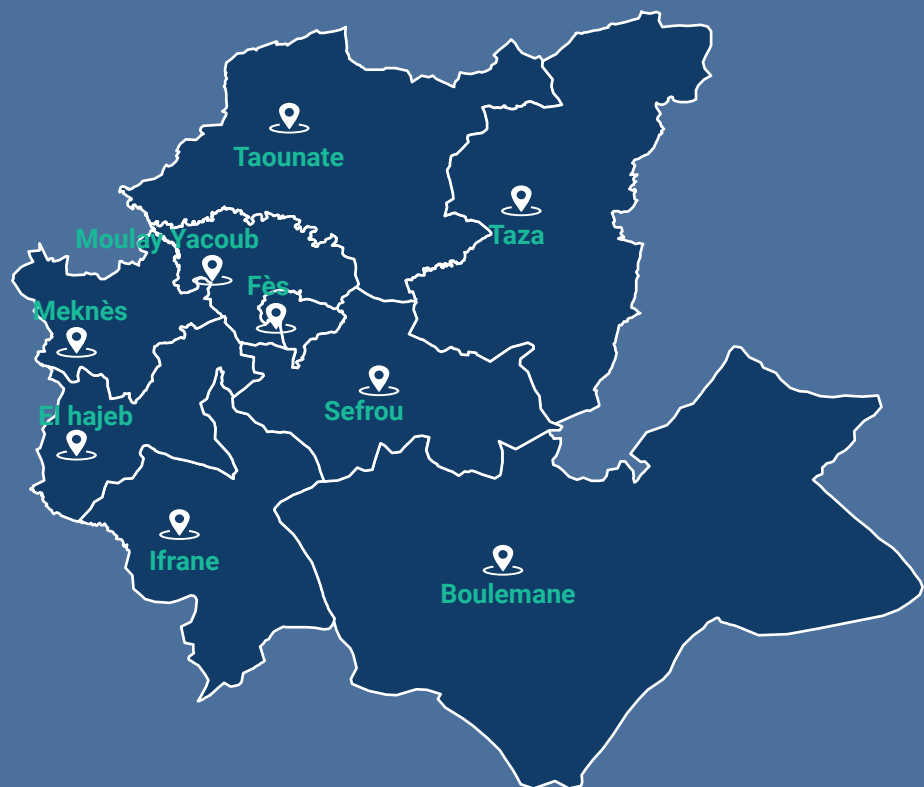 Taounate
Taza
Moulay Yacoub
Fès
Meknès
Sefrou
El hajeb
Ifrane
Boulemane